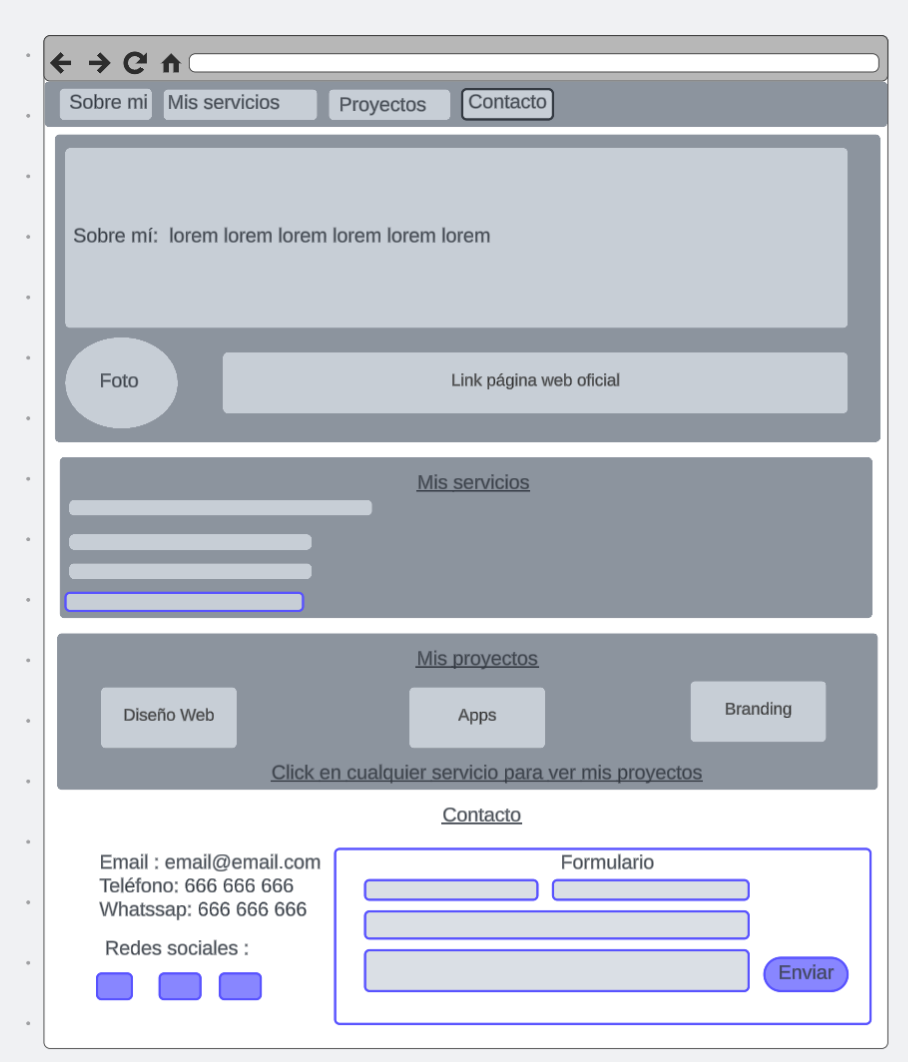 Sobre mi
Mis servicios
Proyectos
Contacto
Sobre mí: lorem lorem lorem lorem lorem lorem
Foto
Link página web oficial
Mis servicios
Mis proyectos
Diseño Web
Apps
Branding
Click en cualquier servicio para ver mis proyectos
Contacto
Email : email@email.com
Teléfono: 666 666 666
Whatssap: 666 666 666
Redes sociales :
Formulario
Enviar